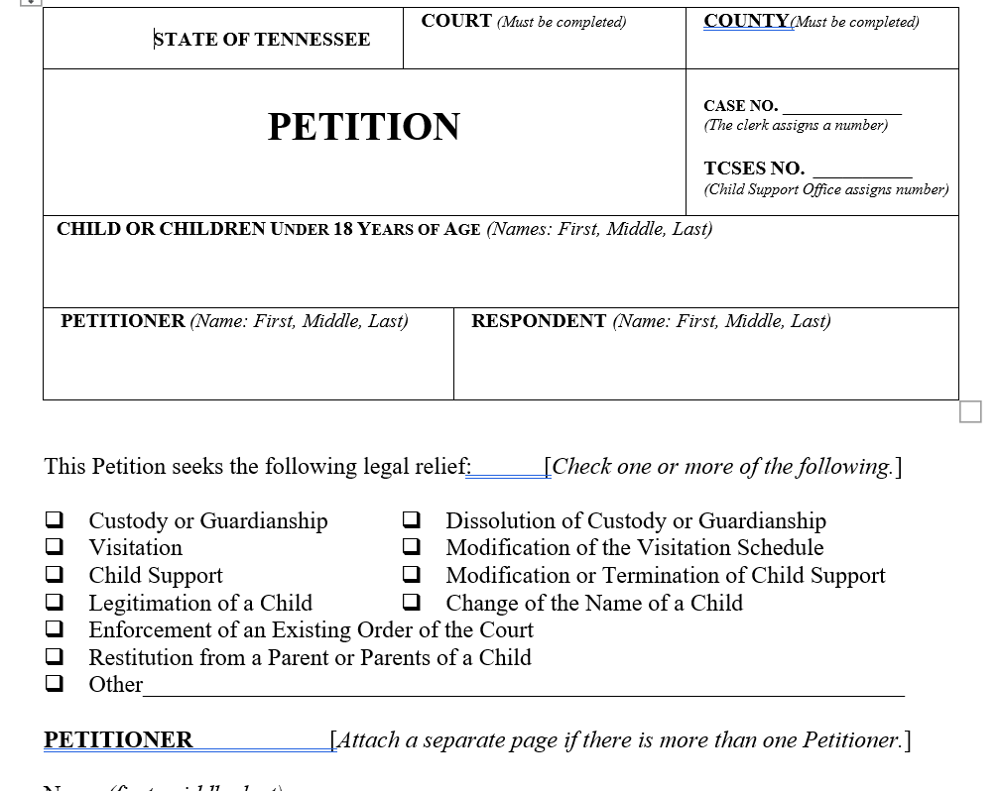 STATE OF TENNESSEE
COURT (Must be completed)
COUNTY(Must be completed)
PETITION
CASE NO. ____________
(The clerk assigns a number)
TCSES NO. __________
(Child Support Office assigns number)
CHILD OR CHILDREN UNDER 18 YEARS OF AGE (Names: First, Middle, Last)
PETITIONER (Name: First, Middle, Last)
RESPONDENT (Name: First, Middle, Last)
This Petition seeks the following legal relief: [Check one or more of the following.]
❑ Custody or Guardianship ❑ Dissolution of Custody or Guardianship
❑ Visitation ❑ Modification of the Visitation Schedule
❑ Child Support ❑ Modification or Termination of Child Support
❑ Legitimation of a Child ❑ Change of the Name of a Child
❑ Enforcement of an Existing Order of the Court
❑ Restitution from a Parent or Parents of a Child
❑ Other________________________________
PETITIONER [Attach a separate page if there is more than one Petitioner.]